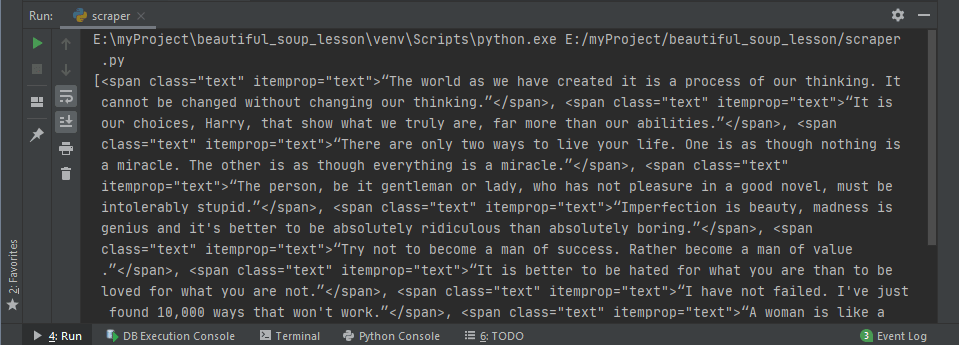 Run: scraper
E:\myProject\beautiful_soup_lesson\venv\Scripts\python.exe E:/myProject/beautiful_soup_lesson/scraper
.py
[<span class="text" itemprop="text">“The world as we have created it is a process of our thinking. It
cannot be changed without changing our thinking.”</span>, <span class="text" itemprop="text">“It is
our choices, Harry, that show what we truly are, far more than our abilities.”</span>, <span
class="text" itemprop="text">“There are only two ways to live your life. One is as though nothing is
a miracle. The other is as though everything is a miracle.”</span>, <span class="text"
itemprop="text">“The person, be it gentleman or lady, who has not pleasure in a good novel, must be
intolerably stupid.”</span>, <span class="text" itemprop="text">“Imperfection is beauty, madness is
genius and it's better to be absolutely ridiculous than absolutely boring.”</span>, <span
class="text" itemprop="text">“Try not to become a man of success. Rather become a man of value
.”</span>, <span class="text" itemprop="text">“It is better to be hated for what you are than to be
loved for what you are not.”</span>, <span class="text" itemprop="text">“I have not failed. I've just
found 10,000 ways that won't work.”</span>, <span class="text" itemprop="text">“A woman is like a
2: Favorites
4: Run DB Execution Console Terminal Python Console 6: TODO 3 Event Log